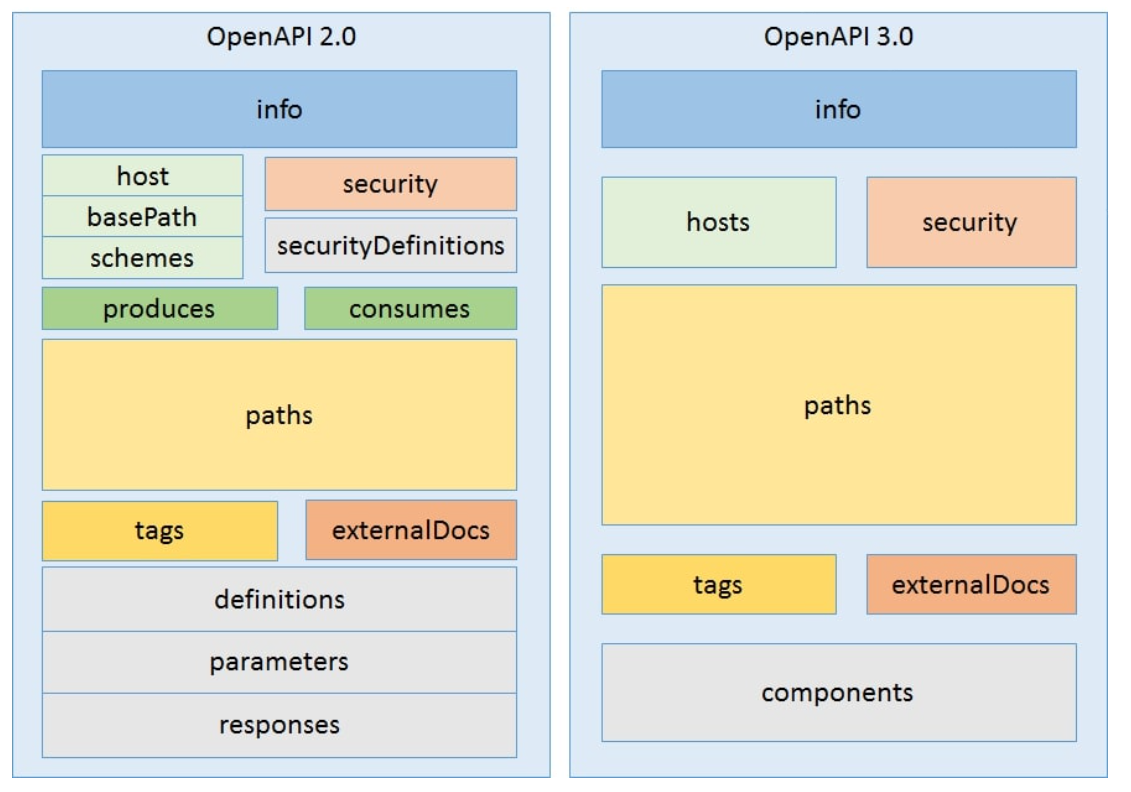 OpenAPI 2.0
info
host
basePath
schemes
security
securityDefinitions
produces
consumes
paths
tags
externalDocs
definitions
parameters
responses
OpenAPI 3.0
info
hosts
security
paths
tags
externalDocs
components